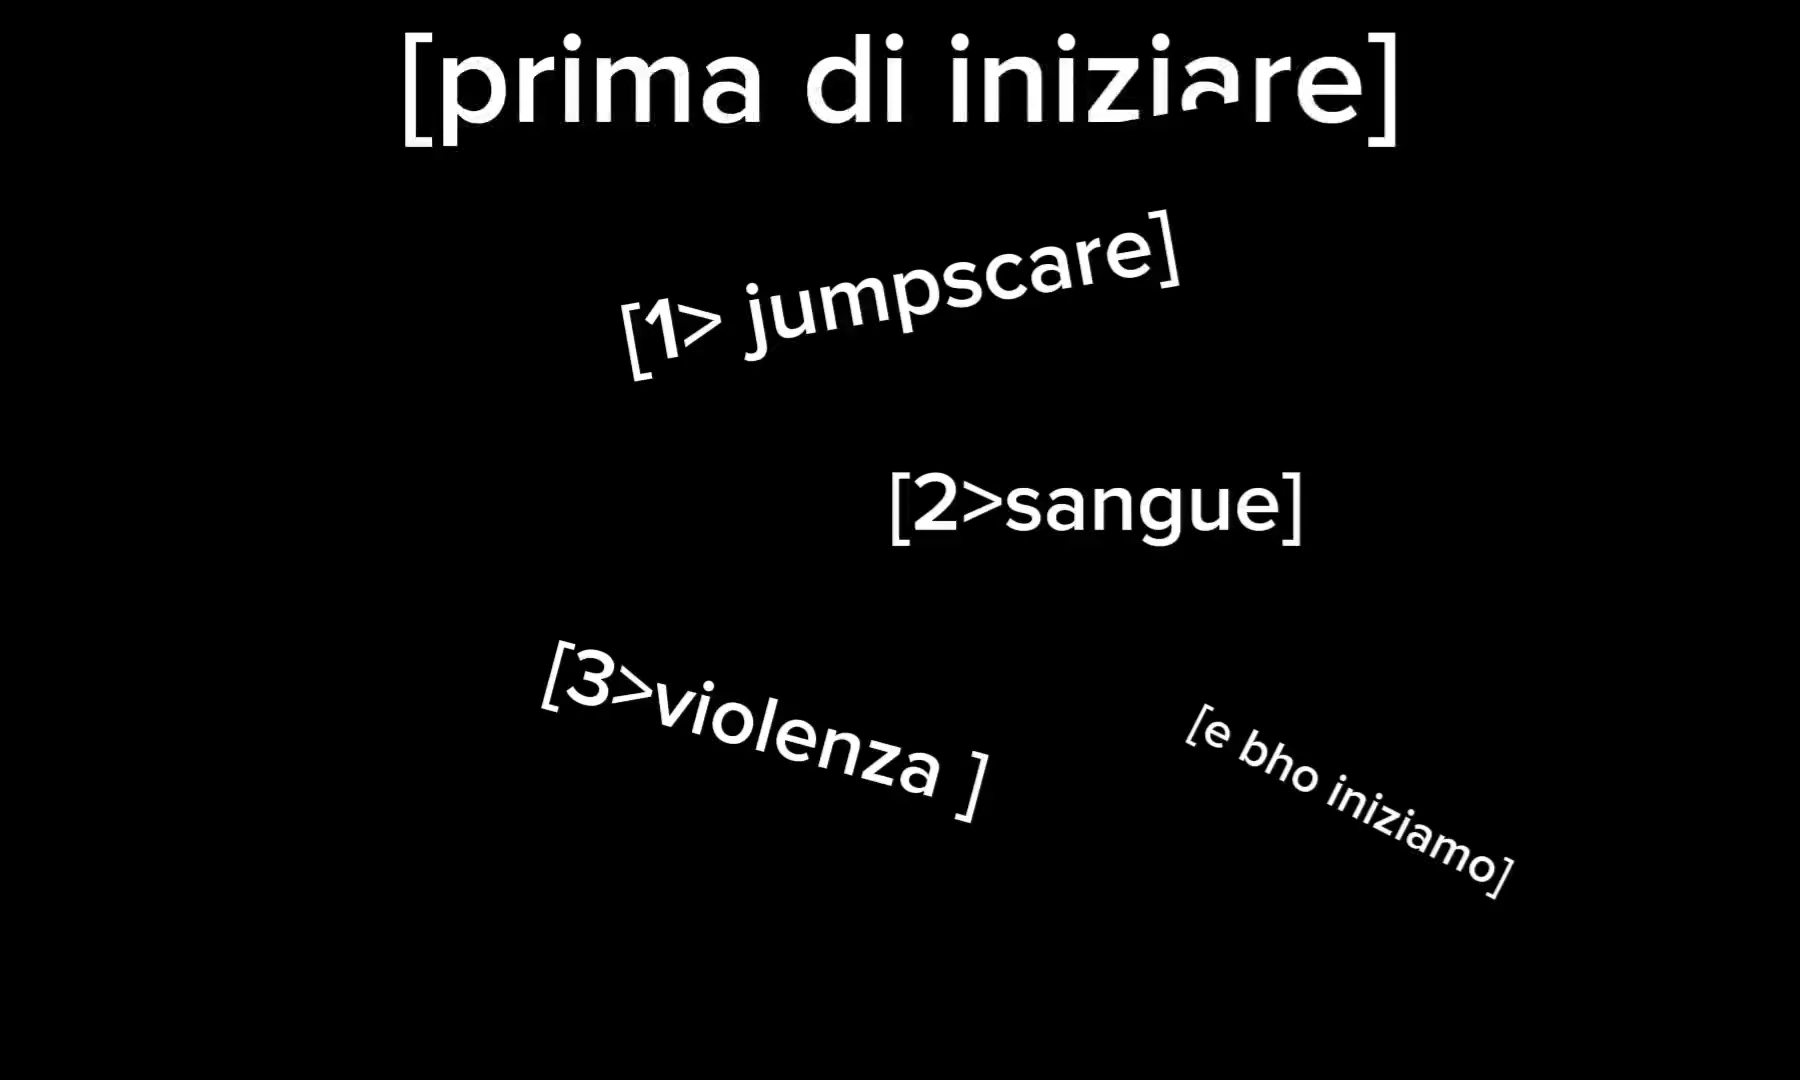 [prima di iniziare]
[1> jumpscare]
[2>sangue]
[3>violenza ]
[e bho iniziamo]